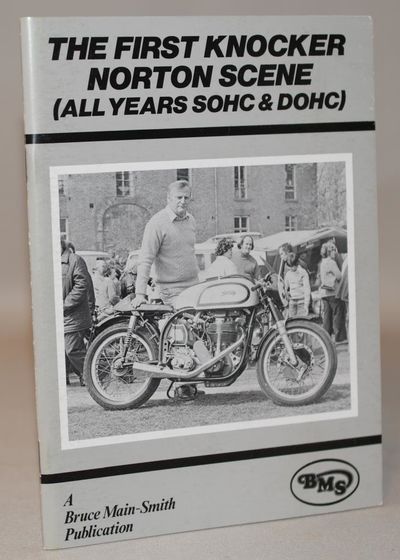 THE FIRST KNOCKER
NORTON SCENE
(ALL YEARS SOHC & DOHC)
A
Bruce Main-Smith
Publication
BMS